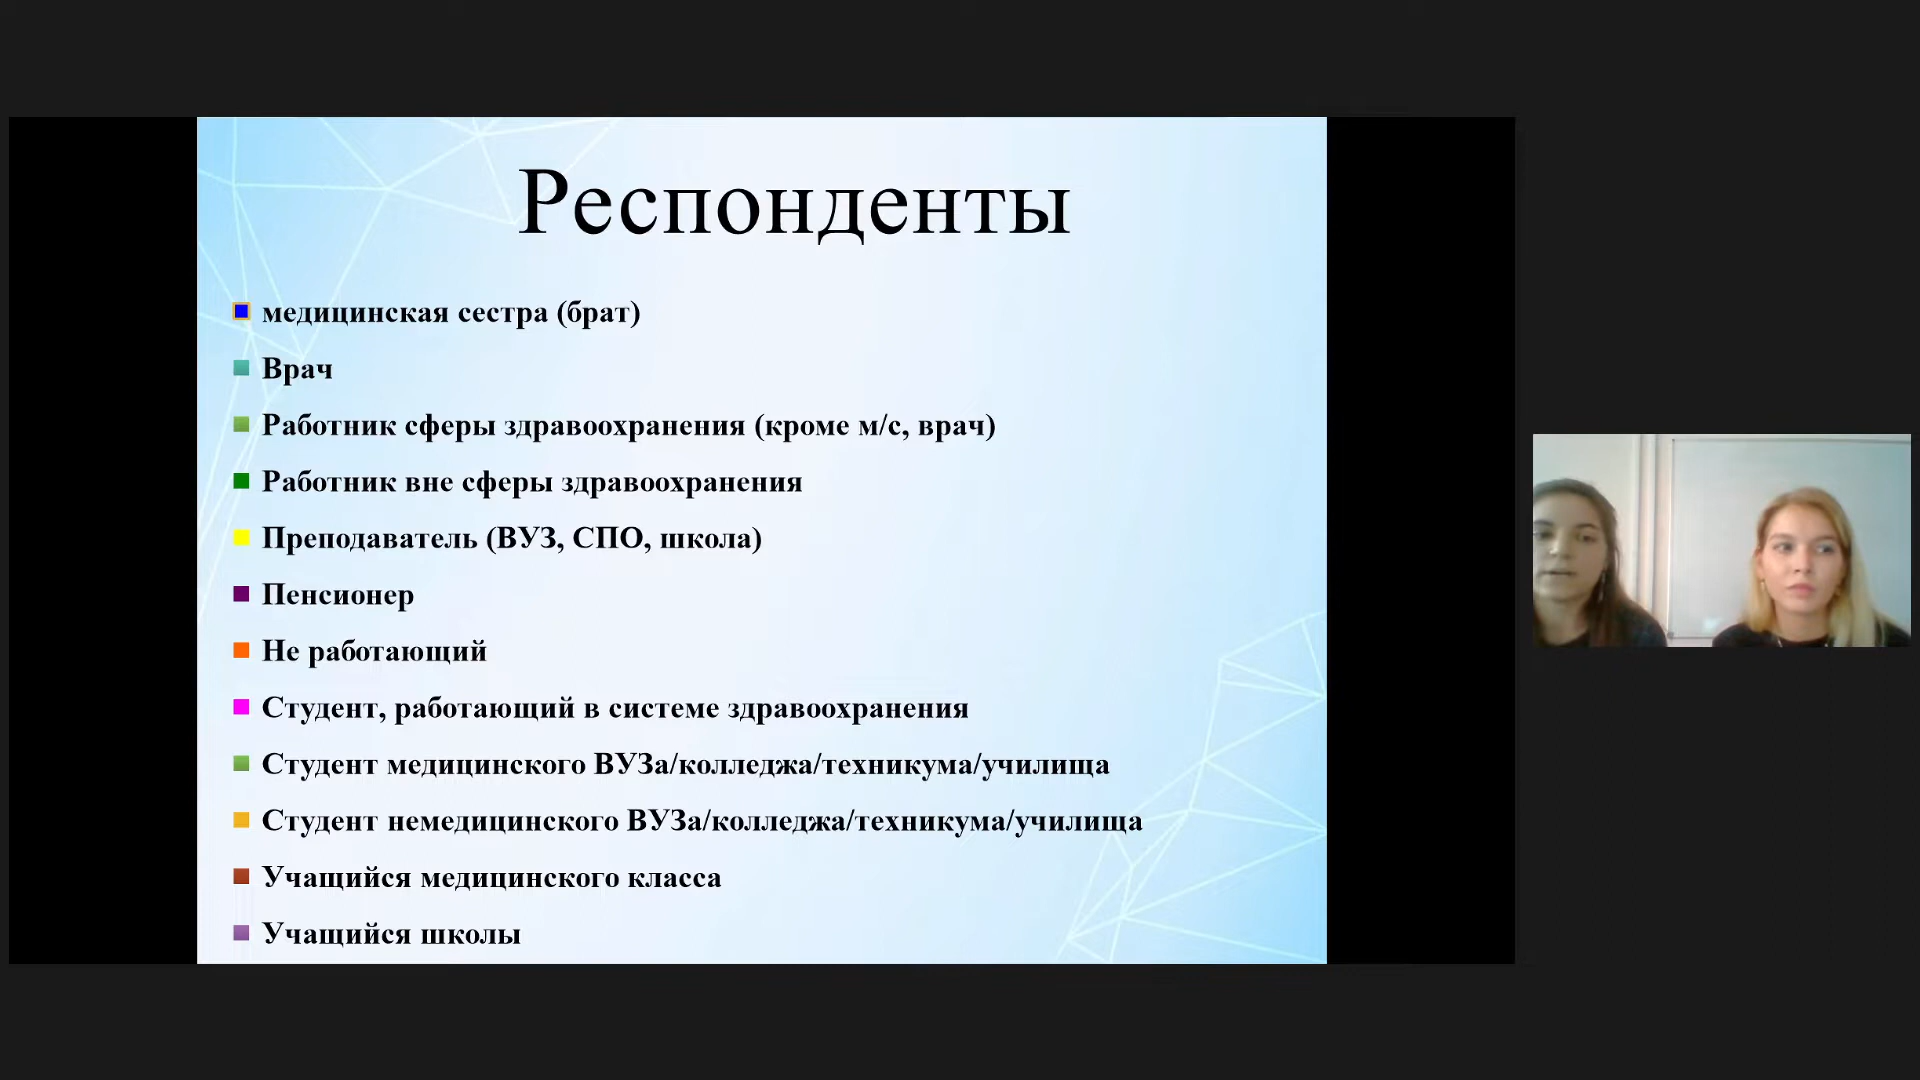 Респонденты
медицинская сестра (брат)
Врач
Работник сферы здравоохранения (кроме м/с, врач)
Работник вне сферы здравоохранения
Преподаватель (ВУЗ, СПО, школа)
Пенсионер
Не работающий
Студент, работающий в системе здравоохранения
Студент медицинского ВУЗа/колледжа/техникума/училища
Студент немедицинского ВУЗа/колледжа/техникума/училища
Учащийся медицинского класса
Учащийся школы